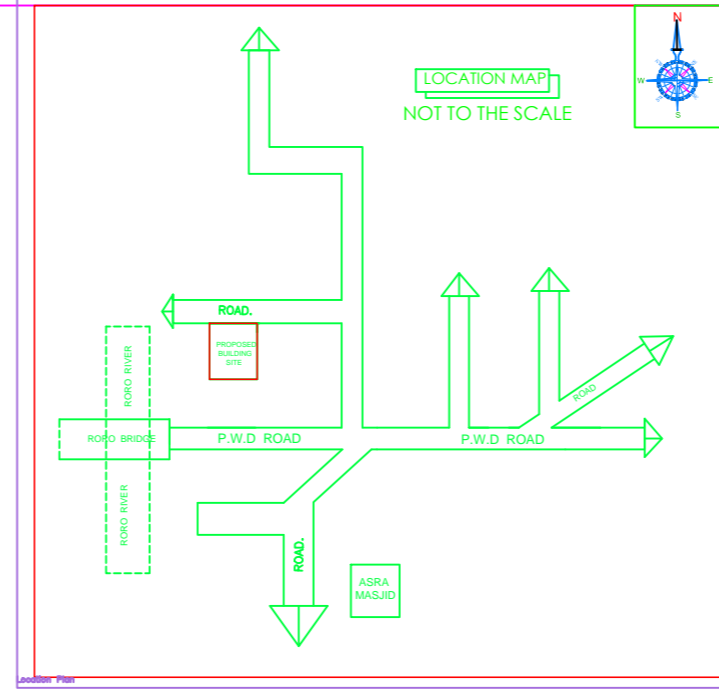 N
W
E
S
LOCATION MAP
NOT TO THE SCALE
ROAD.
PROPOSED
BUILDING
SITE
RORO RIVER
ROAD
RORO BRIDGE
P.W.D ROAD
P.W.D ROAD
RORO RIVER
ROAD.
ASRA
MASJID
Location Plan